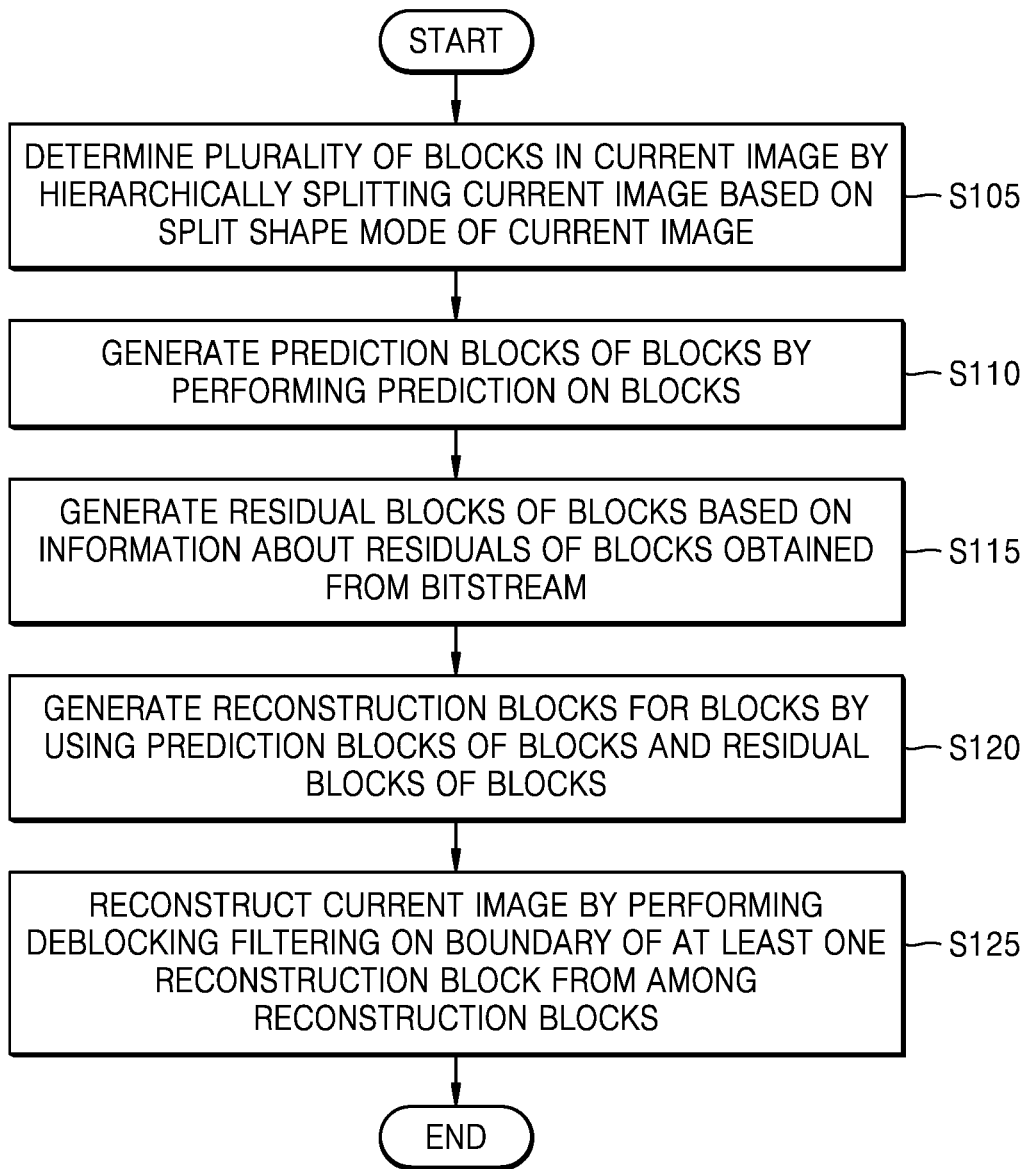 START
DETERMINE PLURALITY OF BLOCKS IN CURRENT IMAGE BY
HIERARCHICALLY SPLITTING CURRENT IMAGE BASED ON
SPLIT SHAPE MODE OF CURRENT IMAGE
S105
GENERATE PREDICTION BLOCKS OF BLOCKS BY
PERFORMING PREDICTION ON BLOCKS
S110
GENERATE RESIDUAL BLOCKS OF BLOCKS BASED ON
INFORMATION ABOUT RESIDUALS OF BLOCKS OBTAINED
FROM BITSTREAM
S115
GENERATE RECONSTRUCTION BLOCKS FOR BLOCKS BY
USING PREDICTION BLOCKS OF BLOCKS AND RESIDUAL
BLOCKS OF BLOCKS
S120
RECONSTRUCT CURRENT IMAGE BY PERFORMING
DEBLOCKING FILTERING ON BOUNDARY OF AT LEAST ONE
RECONSTRUCTION BLOCK FROM AMONG
RECONSTRUCTION BLOCKS
S125
END